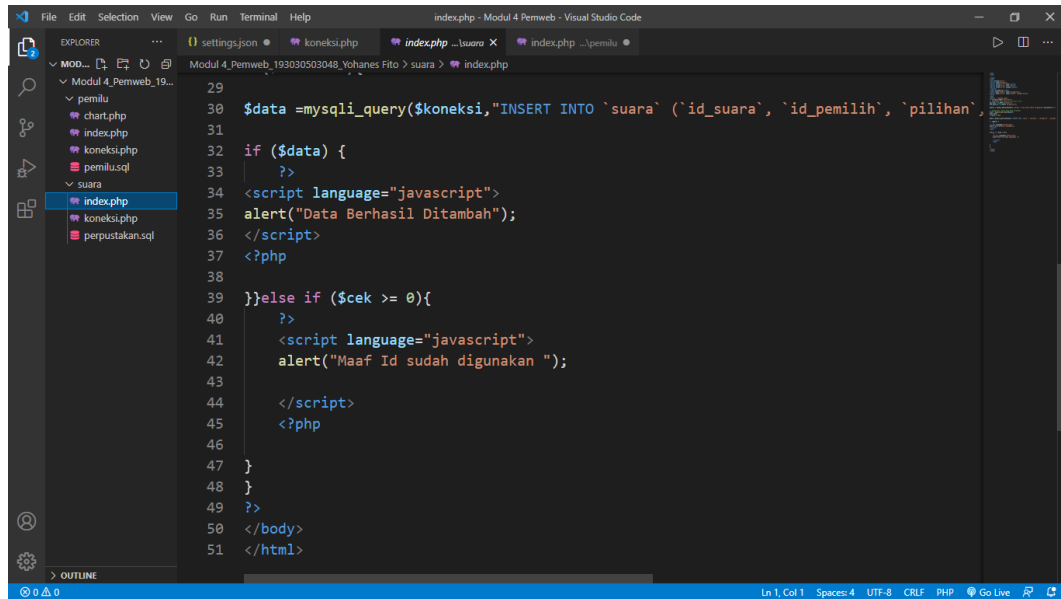 File Edit Selection View Go Run Terminal Help index.php - Modul 4 Pemweb - Visual Studio Code
EXPLORER
MOD...
Modul 4_Pemweb_19...
pemilu
chart.php
index.php
koneksi.php
pemilu.sql
suara
index.php
koneksi.php
perpustakan.sql
OUTLINE
{} settings.json koneksi.php index.php ...\suara index.php ...\pemilu
Modul 4_Pemweb_193030503048_Yohanes Fito > suara > index.php
29
30 $data =mysqli_query($koneksi,"INSERT INTO `suara` (`id_suara`, `id_pemilih`, `pilihan`,
31
32 if ($data) {
33 ?>
34 <script language="javascript">
35 alert("Data Berhasil Ditambah");
36 </script>
37 <?php
38
39 }}else if ($cek >= 0){
40 ?>
41 <script language="javascript">
42 alert("Maaf Id sudah digunakan ");
43
44 </script>
45 <?php
46
47 }
48 }
49 ?>
50 </body>
51 </html>
2
0 0 Ln 1, Col 1 Spaces: 4 UTF-8 CRLF PHP Go Live